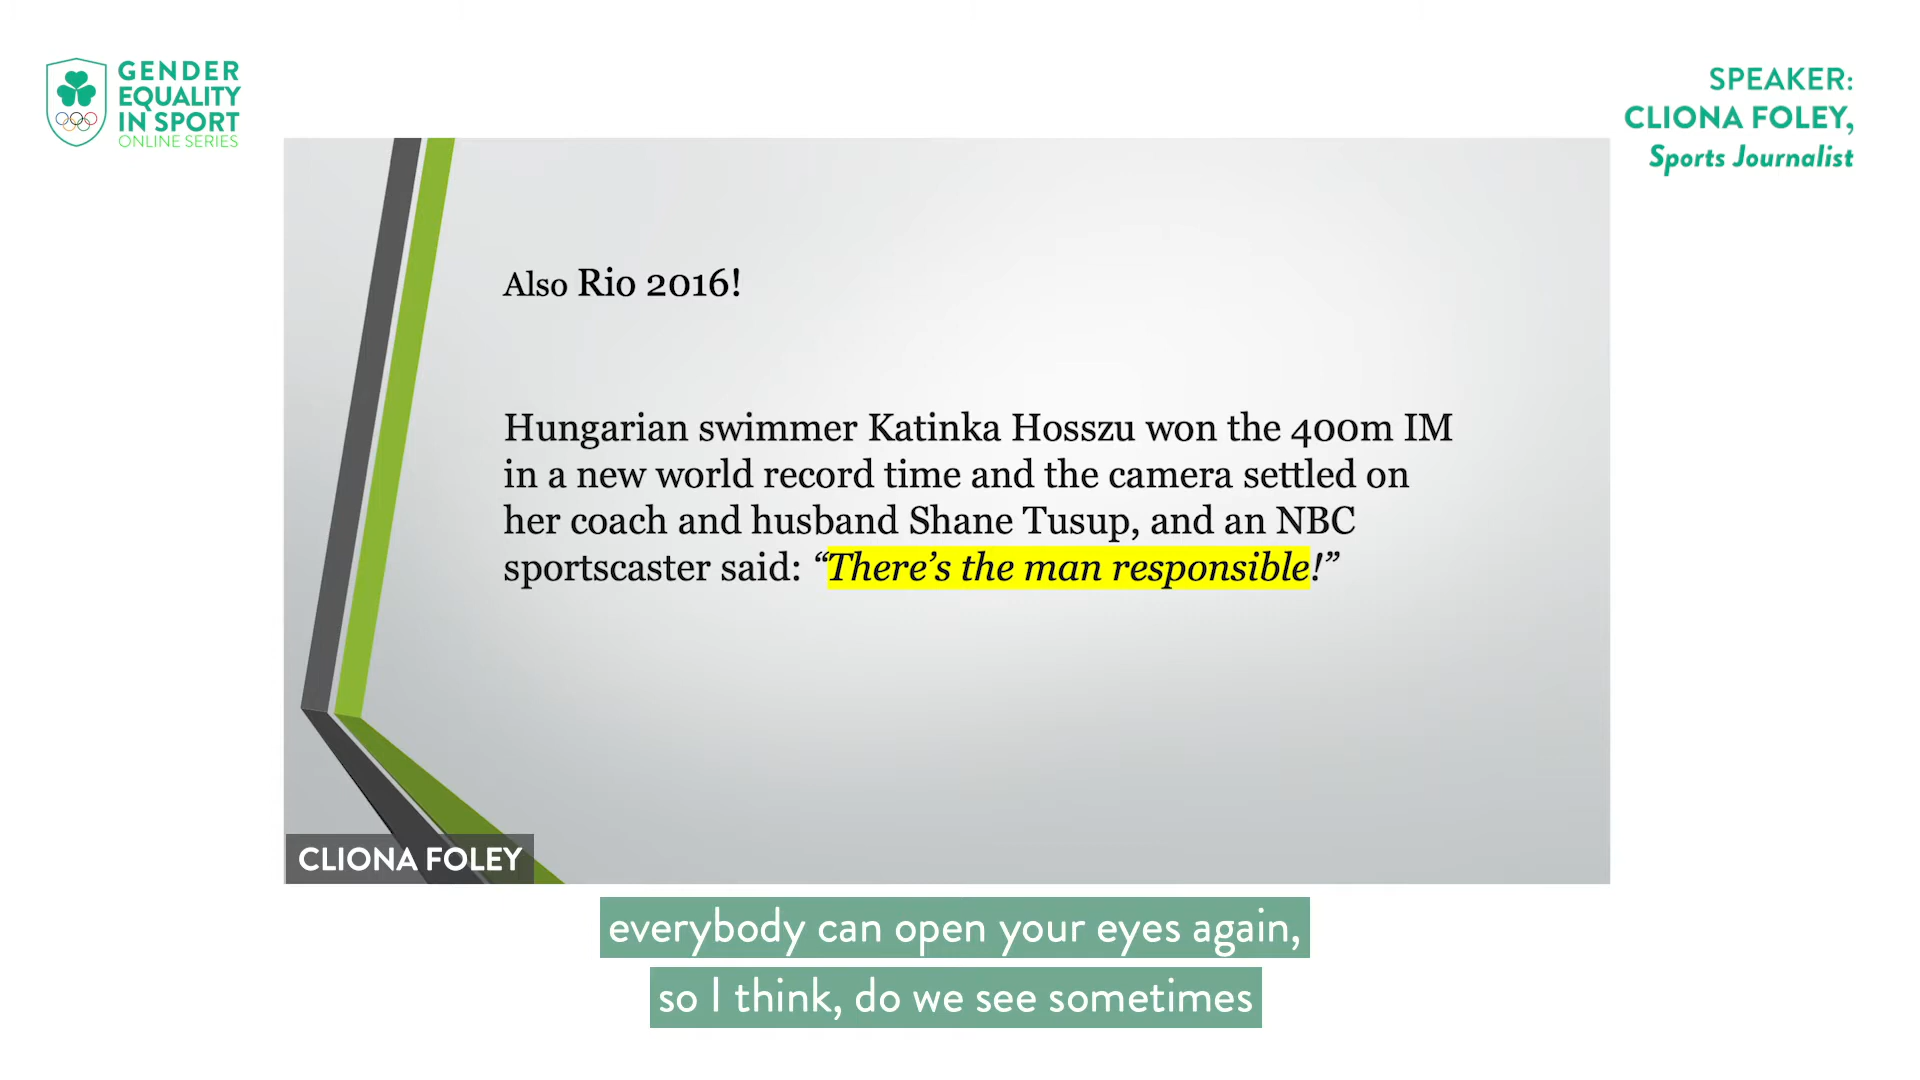 GENDER
EQUALITY
IN SPORT
ONLINE SERIES
SPEAKER:
CLIONA FOLEY,
Sports Journalist
Also Rio 2016!
Hungarian swimmer Katinka Hosszu won the 400m IM
in a new world record time and the camera settled on
her coach and husband Shane Tusup, and an NBC
sportscaster said: “There’s the man responsible!”
CLIONA FOLEY
everybody can open your eyes again,
so I think, do we see sometimes